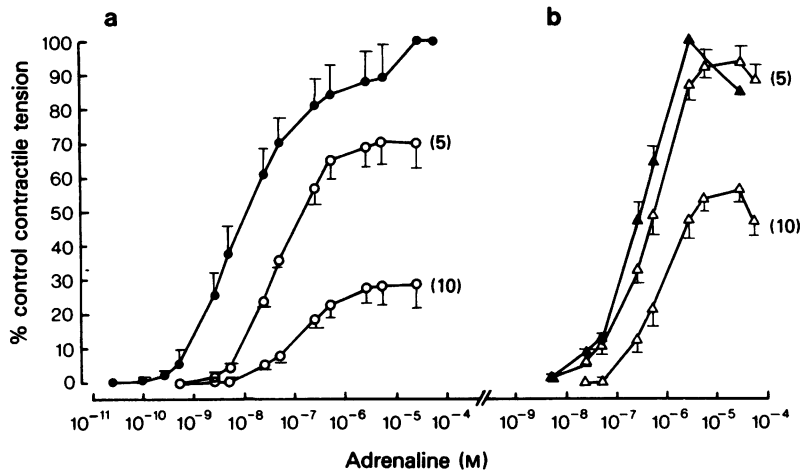 a
b
% control contractile tension
100
90
80
70
60
50
40
30
20
10
0
(5)
(10)
(5)
(10)
10⁻¹¹ 10⁻¹⁰ 10⁻⁹ 10⁻⁸ 10⁻⁷ 10⁻⁶ 10⁻⁵ 10⁻⁴
10⁻⁹ 10⁻⁸ 10⁻⁷ 10⁻⁶ 10⁻⁵ 10⁻⁴
Adrenaline (M)